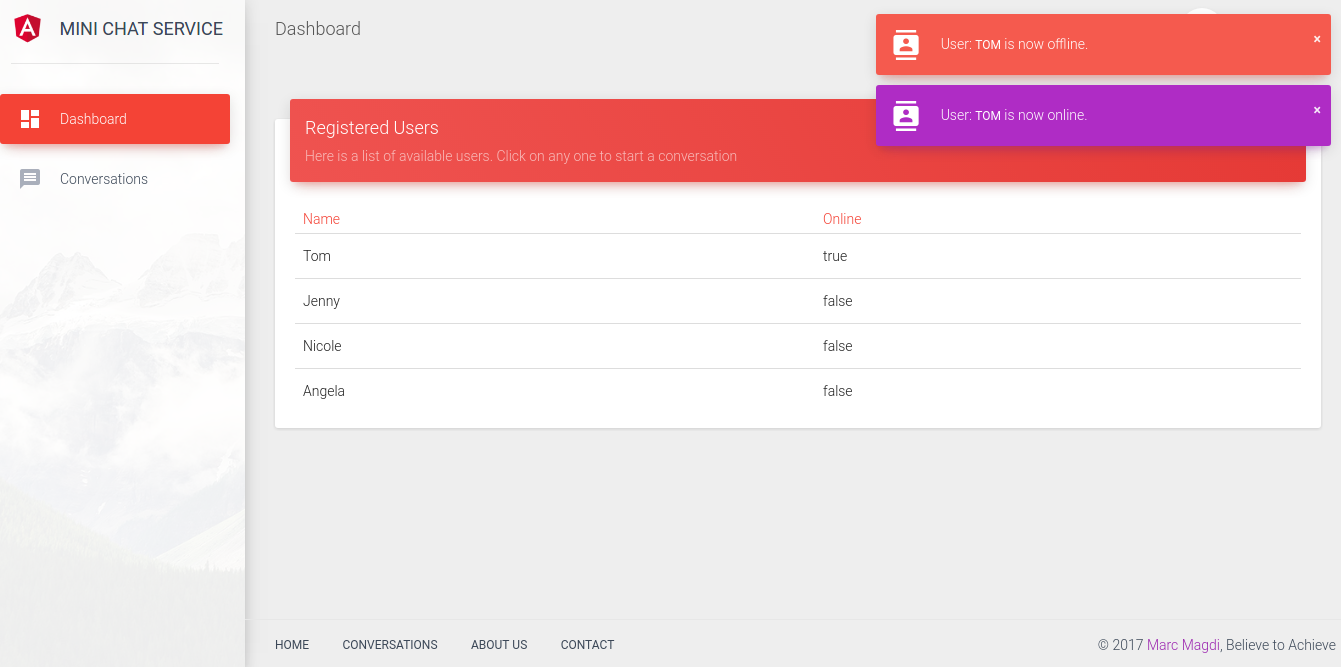 MINI CHAT SERVICE
Dashboard
Conversations
Dashboard
User: TOM is now offline.
×
User: TOM is now online.
×
Registered Users
Here is a list of available users. Click on any one to start a conversation
Name Online
Tom true
Jenny false
Nicole false
Angela false
HOME CONVERSATIONS ABOUT US CONTACT
© 2017 Marc Magdi, Believe to Achieve